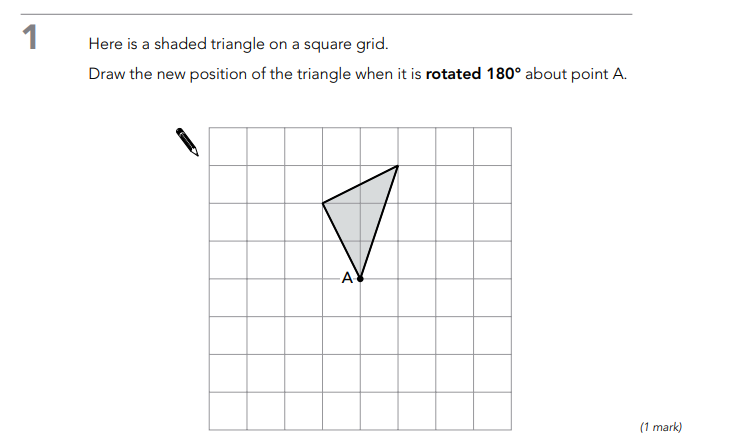 1
Here is a shaded triangle on a square grid.
Draw the new position of the triangle when it is rotated 180° about point A.
A
(1 mark)